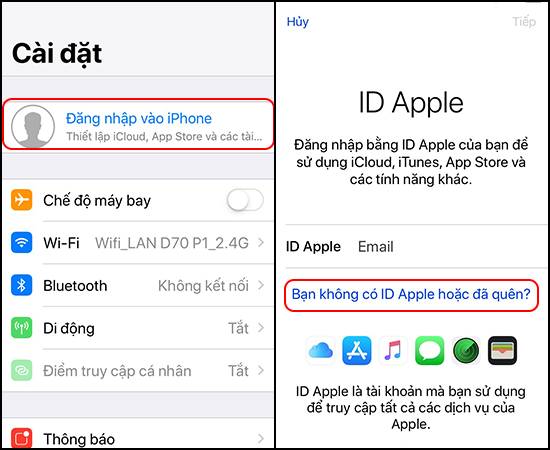 Cài đặt
Đăng nhập vào iPhone
Thiết lập iCloud, App Store và các tài...
Chế độ máy bay
Wi-Fi Wifi_LAN D70 P1_2.4G
Bluetooth Không kết nối
Di động Tắt
Điểm truy cập cá nhân Tắt
Thông báo
Hủy Tiếp
ID Apple
Đăng nhập bằng ID Apple của bạn để
sử dụng iCloud, iTunes, App Store và
các tính năng khác.
ID Apple Email
Bạn không có ID Apple hoặc đã quên?
ID Apple là tài khoản mà bạn sử dụng
để truy cập tất cả các dịch vụ của
Apple.